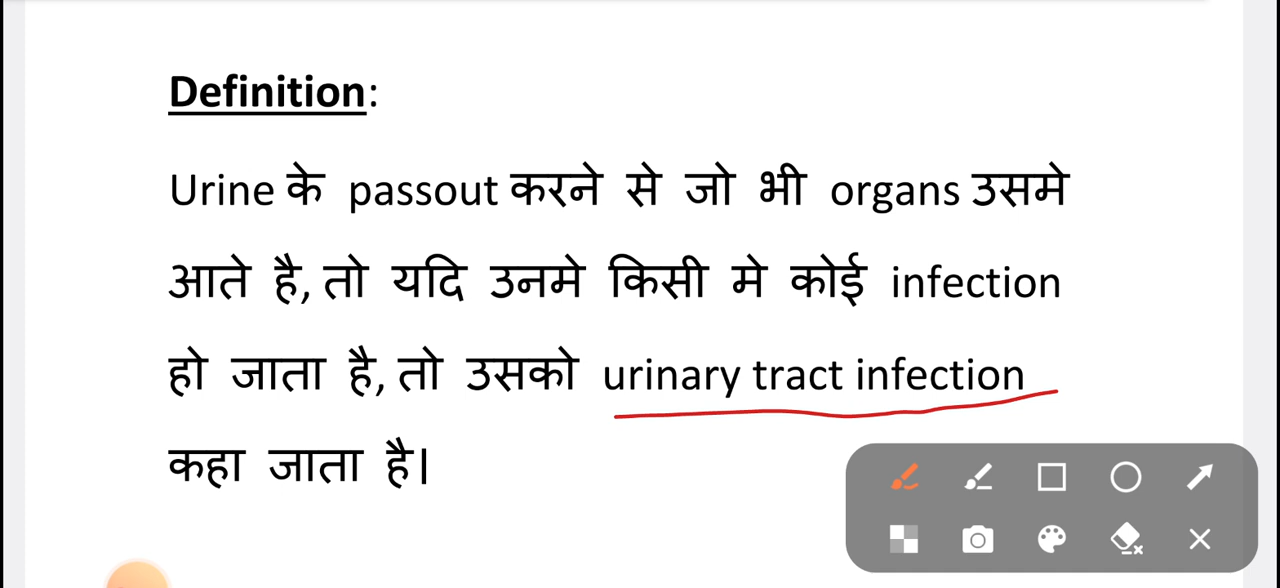 Definition:
Urine के passout करने से जो भी organs उसमे
आते है, तो यदि उनमे किसी मे कोई infection
हो जाता है, तो उसको urinary tract infection
कहा जाता है।